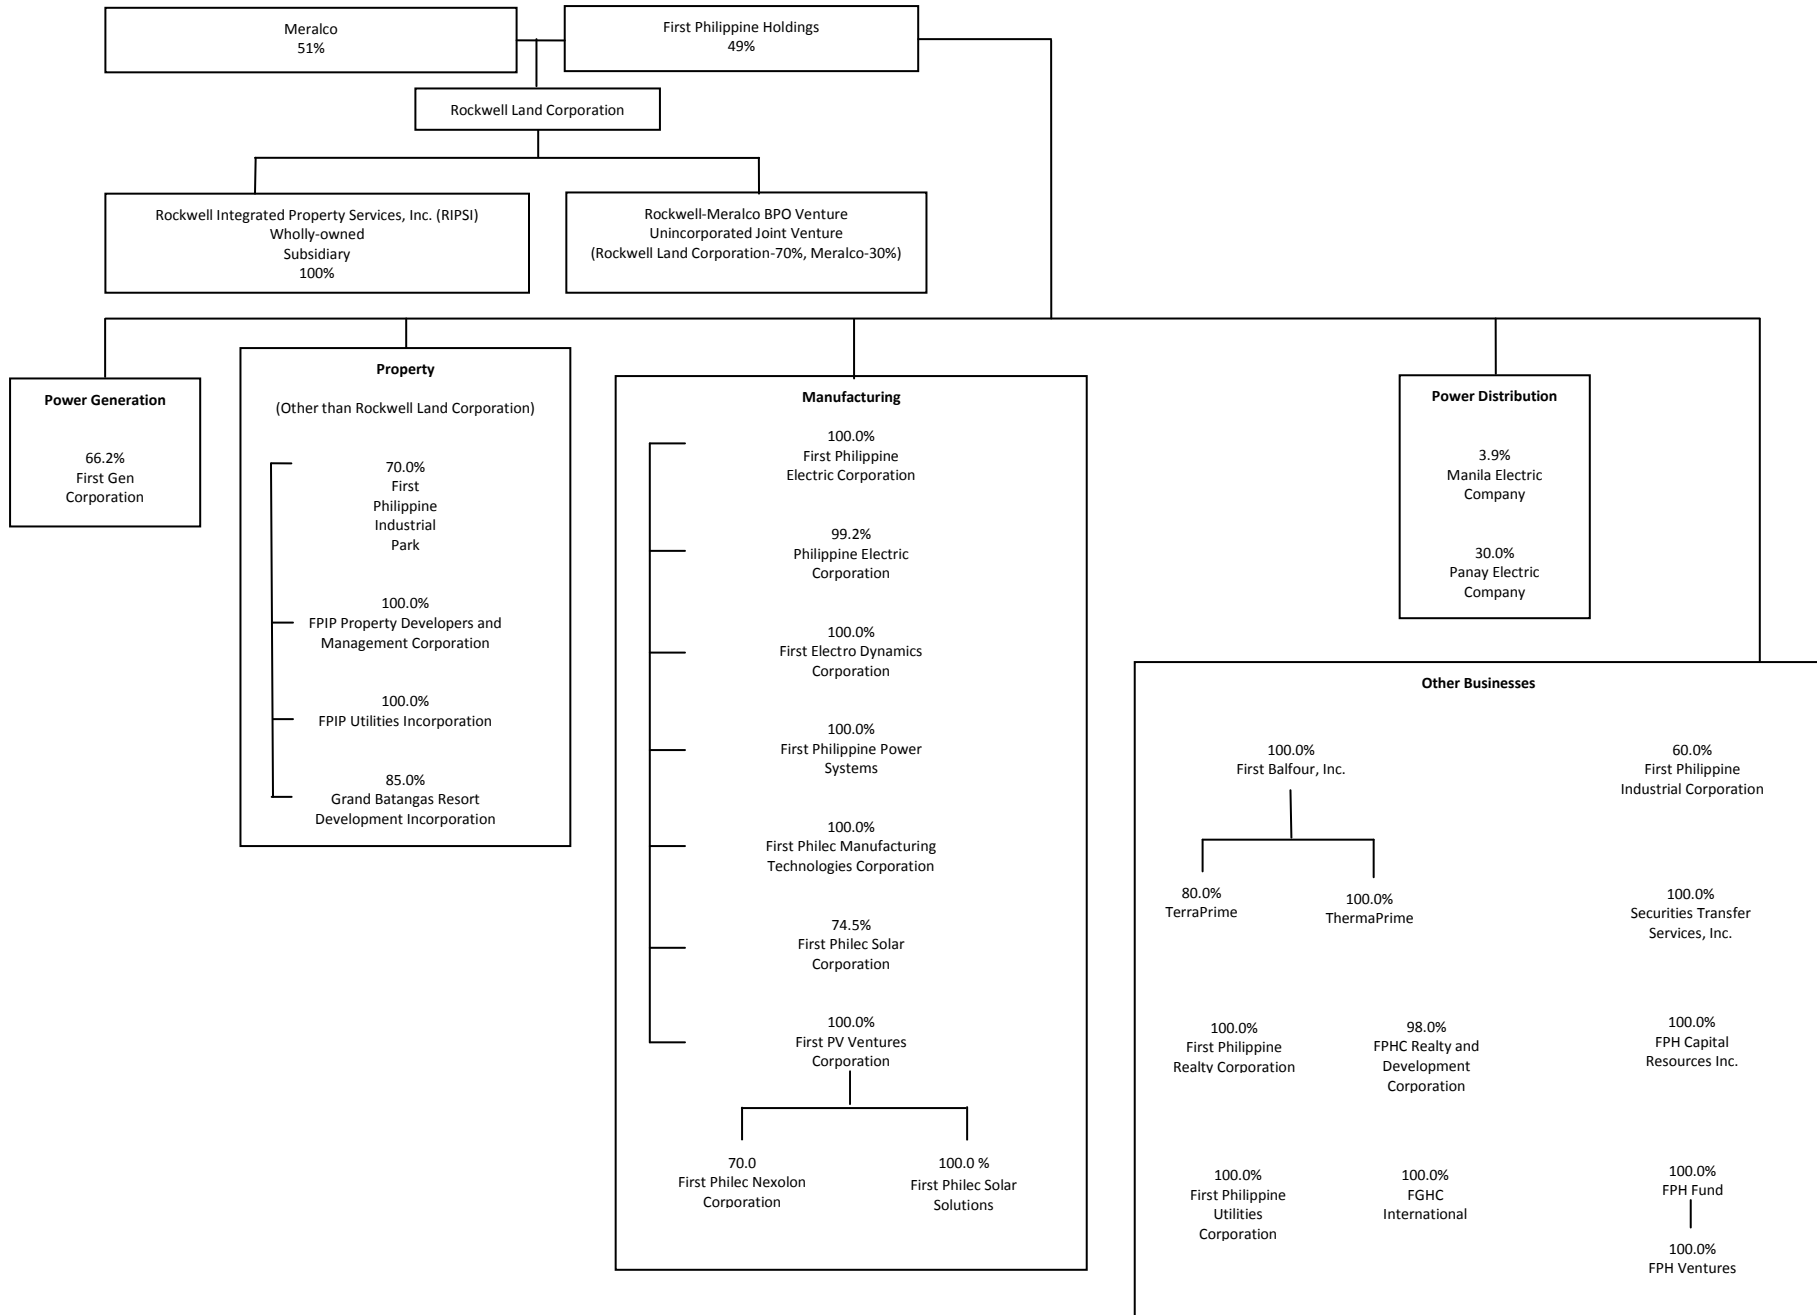 Meralco
51%
First Philippine Holdings
49%
Rockwell Land Corporation
Rockwell Integrated Property Services, Inc. (RIPSI)
Wholly-owned
Subsidiary
100%
Rockwell-Meralco BPO Venture
Unincorporated Joint Venture
(Rockwell Land Corporation-70%, Meralco-30%)
Power Generation
66.2%
First Gen
Corporation
Property
(Other than Rockwell Land Corporation)
70.0%
First
Philippine
Industrial
Park
100.0%
FPIP Property Developers and
Management Corporation
100.0%
FPIP Utilities Incorporation
85.0%
Grand Batangas Resort
Development Incorporation
Manufacturing
100.0%
First Philippine
Electric Corporation
99.2%
Philippine Electric
Corporation
100.0%
First Electro Dynamics
Corporation
100.0%
First Philippine Power
Systems
100.0%
First Philec Manufacturing
Technologies Corporation
74.5%
First Philec Solar
Corporation
100.0%
First PV Ventures
Corporation
70.0
First Philec Nexolon
Corporation
100.0 %
First Philec Solar
Solutions
Power Distribution
3.9%
Manila Electric
Company
30.0%
Panay Electric
Company
Other Businesses
100.0%
First Balfour, Inc.
60.0%
First Philippine
Industrial Corporation
80.0%
TerraPrime
100.0%
ThermaPrime
100.0%
Securities Transfer
Services, Inc.
100.0%
First Philippine
Realty Corporation
98.0%
FPHC Realty and
Development
Corporation
100.0%
FPH Capital
Resources Inc.
100.0%
First Philippine
Utilities
Corporation
100.0%
FGHC
International
100.0%
FPH Fund
100.0%
FPH Ventures